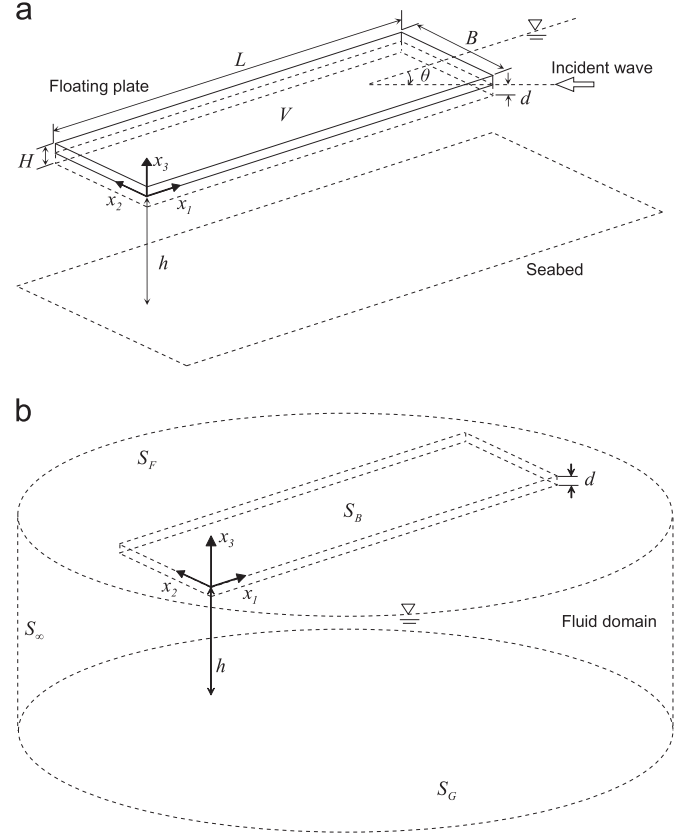 a
L
B
Floating plate
θ
Incident wave
d
V
H
x3
x2
x1
h
Seabed
b
SF
d
SB
x3
x2
x1
S∞
Fluid domain
h
SG